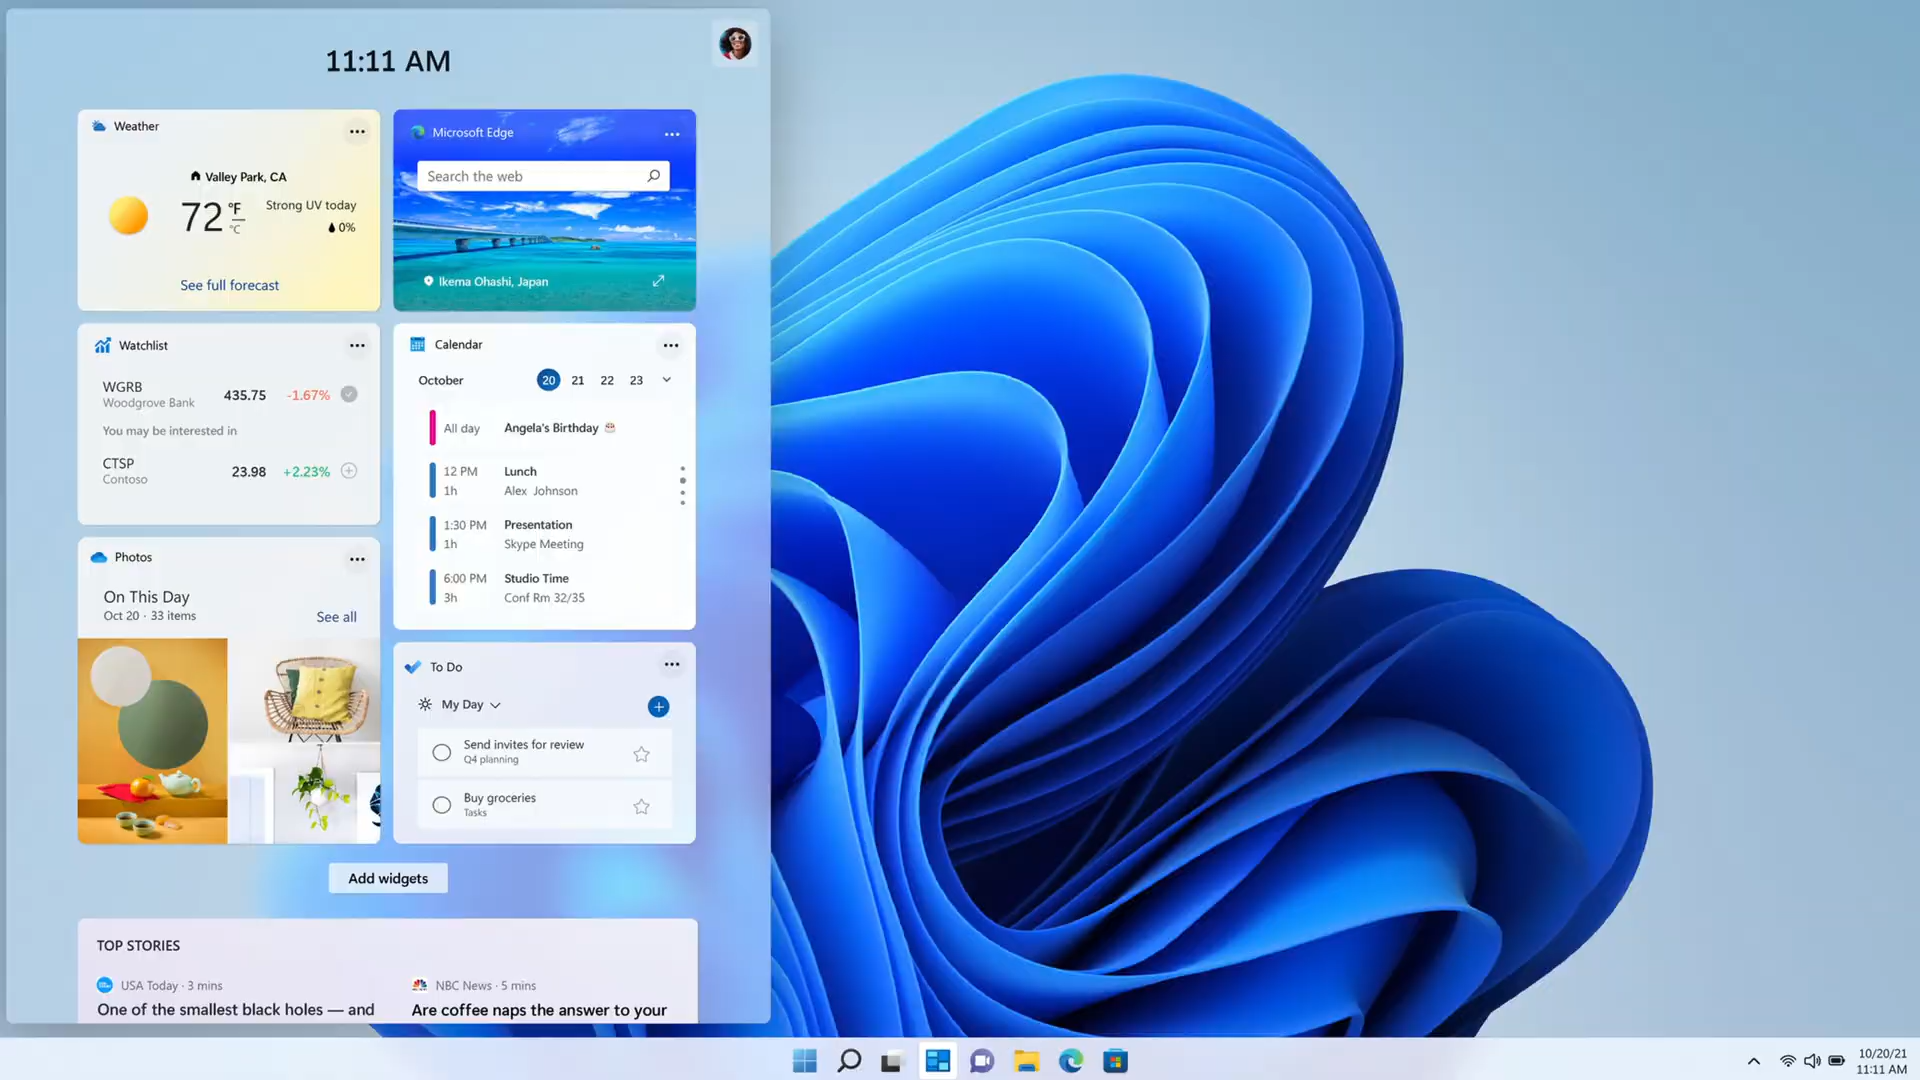 11:11 AM
Weather
Valley Park, CA
72 °F
°C
Strong UV today
0%
See full forecast
Microsoft Edge
Search the web
Ikema Ohashi, Japan
Watchlist
WGRB 435.75 -1.67%
Woodgrove Bank
You may be interested in
CTSP 23.98 +2.23%
Contoso
Calendar
October 20 21 22 23
All day Angela's Birthday
12 PM Lunch
1h Alex Johnson
1:30 PM Presentation
1h Skype Meeting
6:00 PM Studio Time
3h Conf Rm 32/35
Photos
On This Day
Oct 20 · 33 items
See all
To Do
My Day
Send invites for review
Q4 planning
Buy groceries
Tasks
Add widgets
TOP STORIES
USA Today · 3 mins
One of the smallest black holes — and
NBC News · 5 mins
Are coffee naps the answer to your
10/20/21
11:11 AM